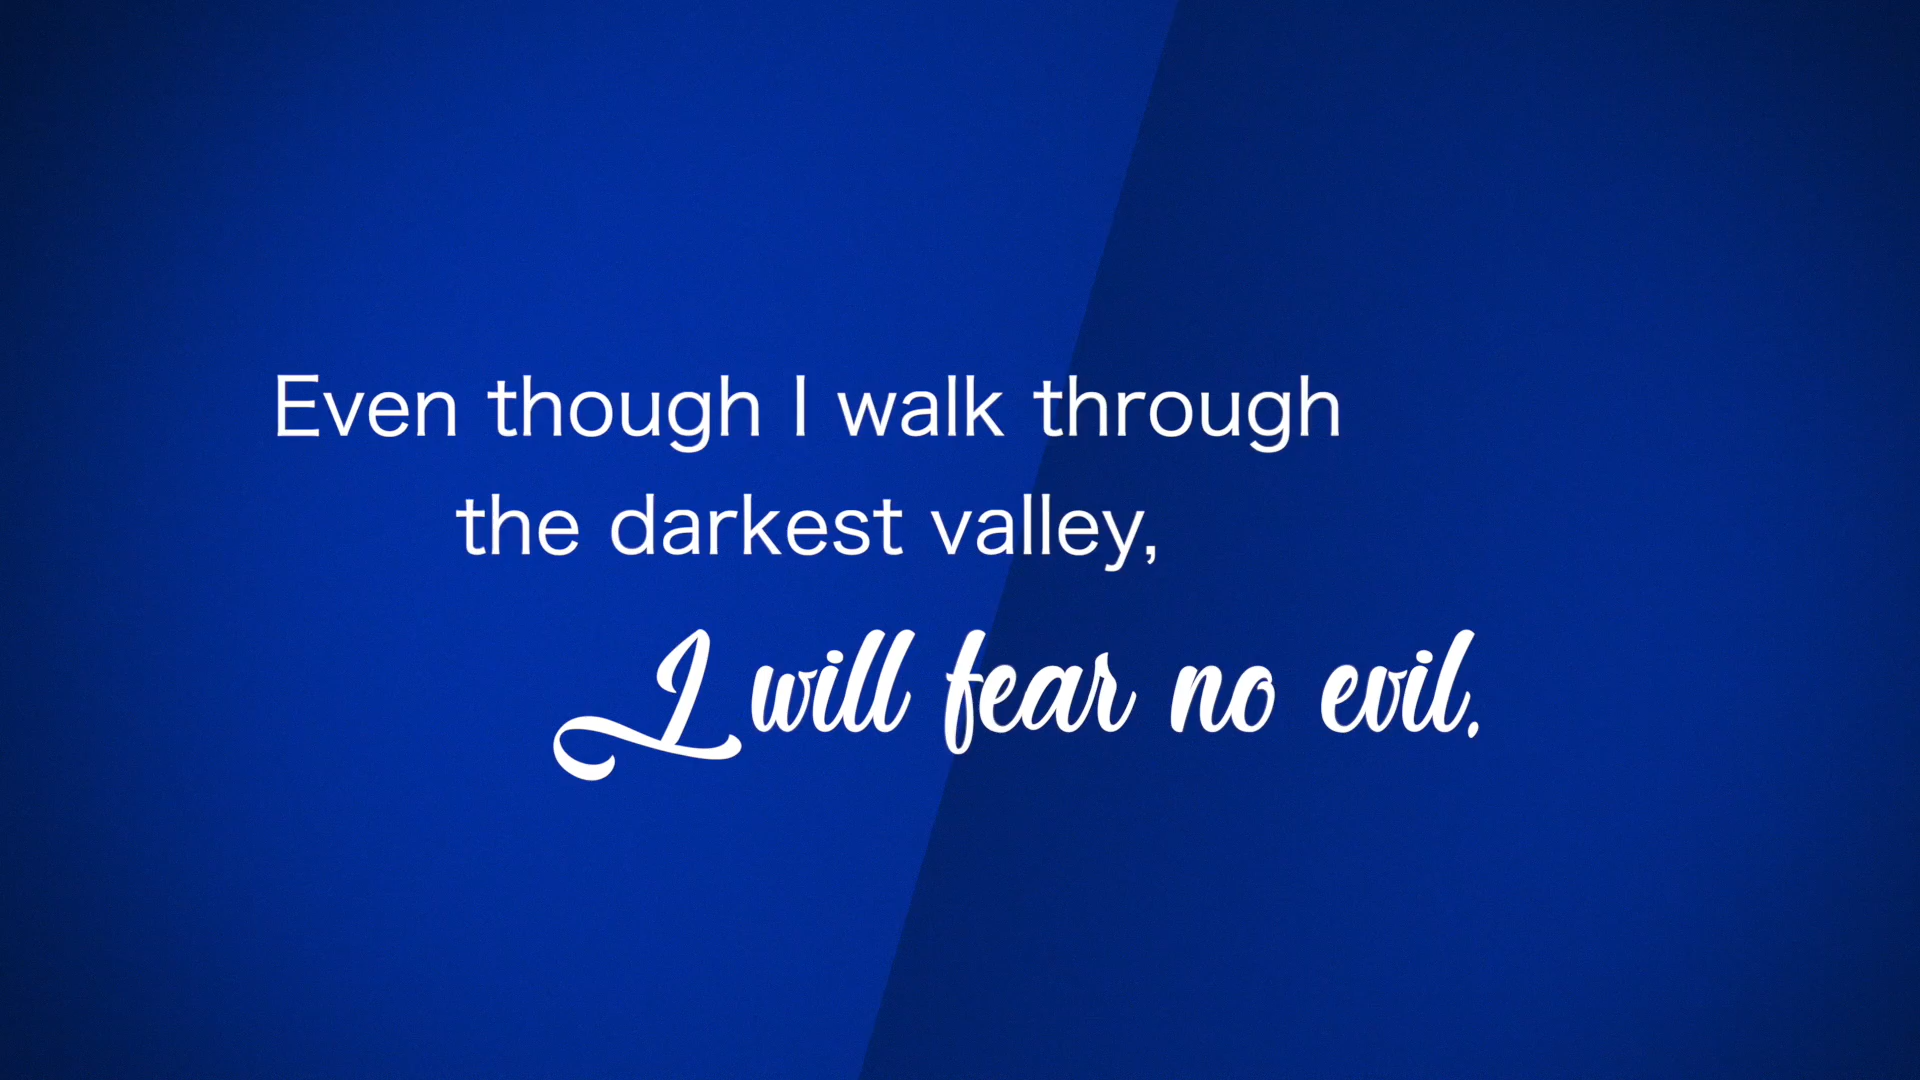 Even though I walk through
the darkest valley,
I will fear no evil.